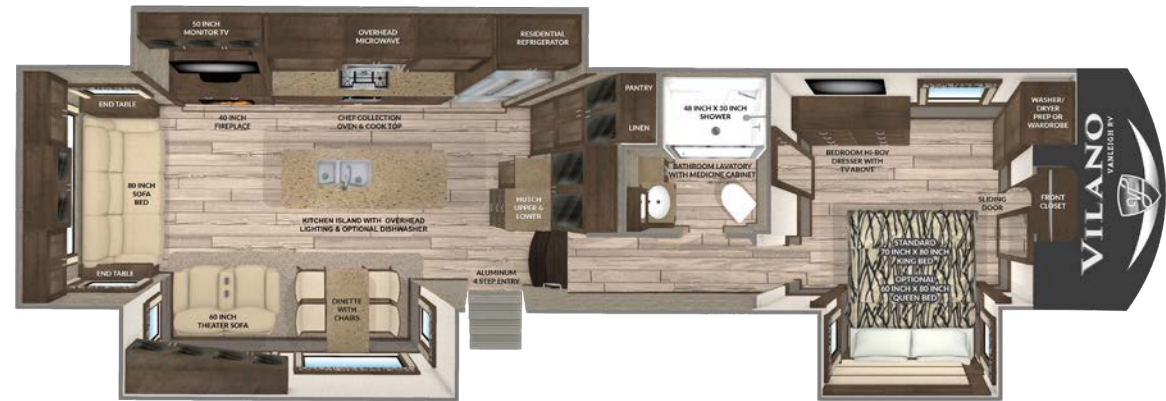 50 INCH
MONITOR TV
OVERHEAD
MICROWAVE
RESIDENTIAL
REFRIGERATOR
END TABLE
40 INCH
FIREPLACE
CHEF COLLECTION
OVEN & COOK TOP
PANTRY
LINEN
48 INCH X 30 INCH
SHOWER
WASHER/
DRYER
PREP OR
WARDROBE
BEDROOM HI-BOY
DRESSER WITH
TV ABOVE
BATHROOM LAVATORY
WITH MEDICINE CABINET
80 INCH
SOFA
BED
HUTCH
UPPER &
LOWER
SLIDING
DOOR
FRONT
CLOSET
KITCHEN ISLAND WITH OVERHEAD
LIGHTING & OPTIONAL DISHWASHER
STANDARD
70 INCH X 80 INCH
KING BED
OPTIONAL
60 INCH X 80 INCH
QUEEN BED
END TABLE
ALUMINUM
4 STEP ENTRY
60 INCH
THEATER SOFA
DINETTE
WITH
CHAIRS
VILANO
VANLEIGH RV